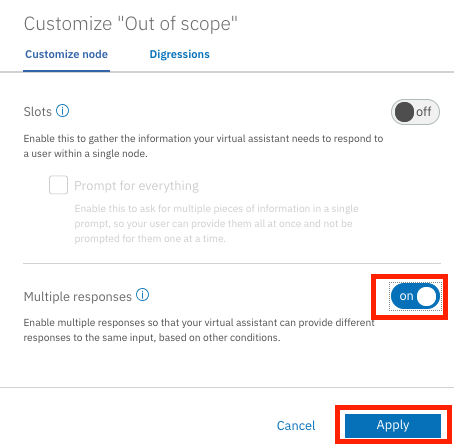 Customize "Out of scope"
Customize node Digressions
Slots ⓘ off
Enable this to gather the information your virtual assistant needs to respond to
a user within a single node.
Prompt for everything
Enable this to ask for multiple pieces of information in a single
prompt, so your user can provide them all at once and not be
prompted for them one at a time.
Multiple responses ⓘ on
Enable multiple responses so that your virtual assistant can provide different
responses to the same input, based on other conditions.
Cancel Apply